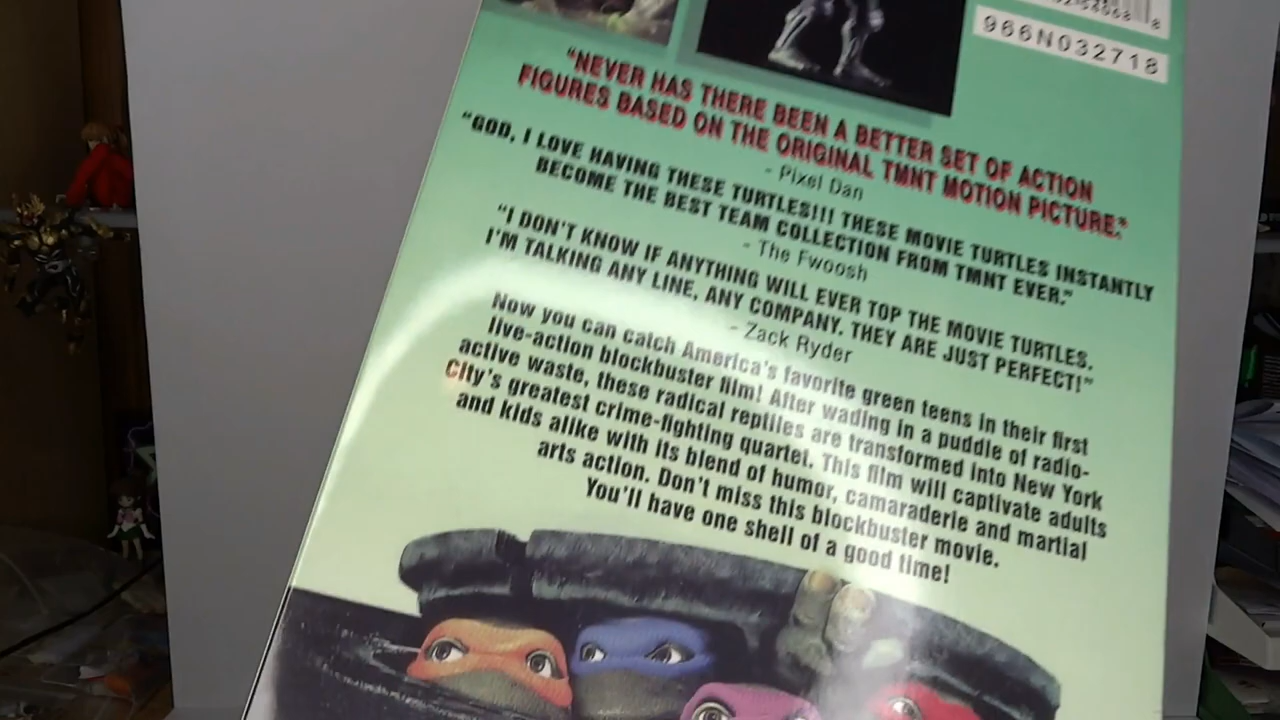 966N032718
“NEVER HAS THERE BEEN A BETTER SET OF ACTION
FIGURES BASED ON THE ORIGINAL TMNT MOTION PICTURE.”
- Pixel Dan
“GOD, I LOVE HAVING THESE TURTLES!!! THESE MOVIE TURTLES INSTANTLY
BECOME THE BEST TEAM COLLECTION FROM TMNT EVER.”
- The Fwoosh
“I DON'T KNOW IF ANYTHING WILL EVER TOP THE MOVIE TURTLES.
I'M TALKING ANY LINE, ANY COMPANY. THEY ARE JUST PERFECT!”
- Zack Ryder
Now you can catch America's favorite green teens in their first
live-action blockbuster film! After wading in a puddle of radio-
active waste, these radical reptiles are transformed into New York
City's greatest crime-fighting quartet. This film will captivate adults
and kids alike with its blend of humor, camaraderie and martial
arts action. Don't miss this blockbuster movie.
You'll have one shell of a good time!